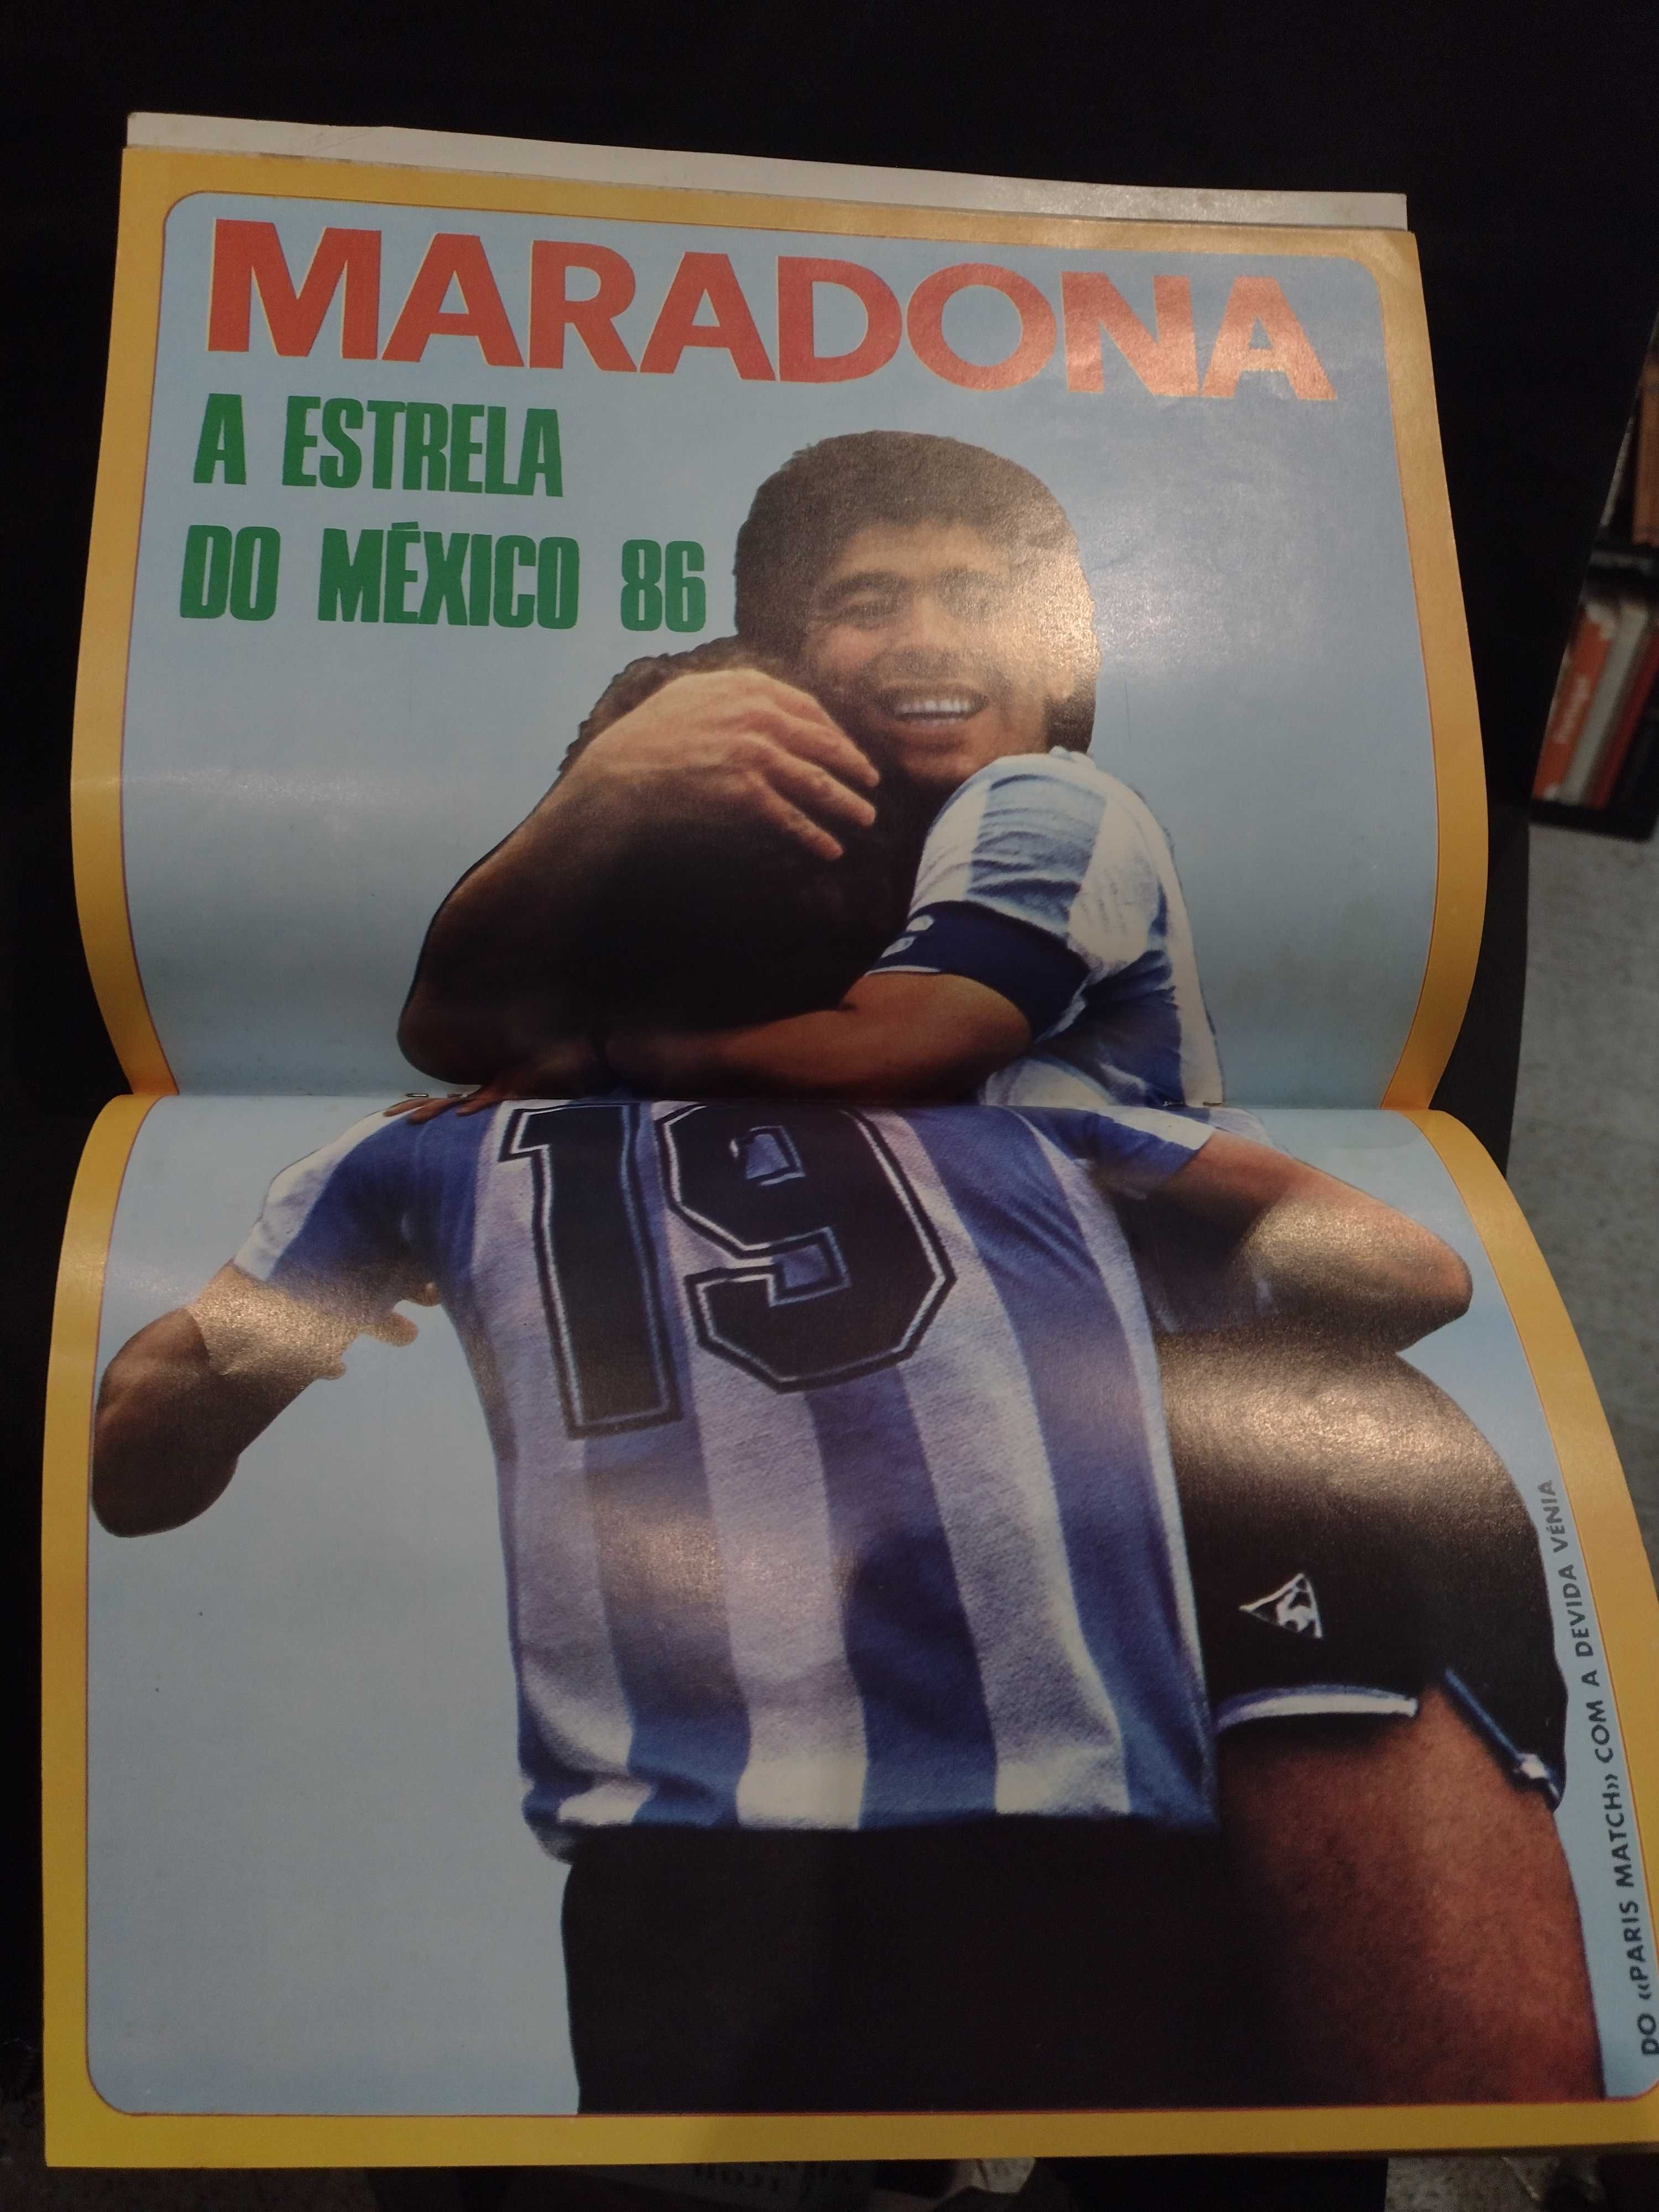 MARADONA
A ESTRELA
DO MÉXICO 86
19
DO «PARIS MATCH» COM A DEVIDA VÉNIA